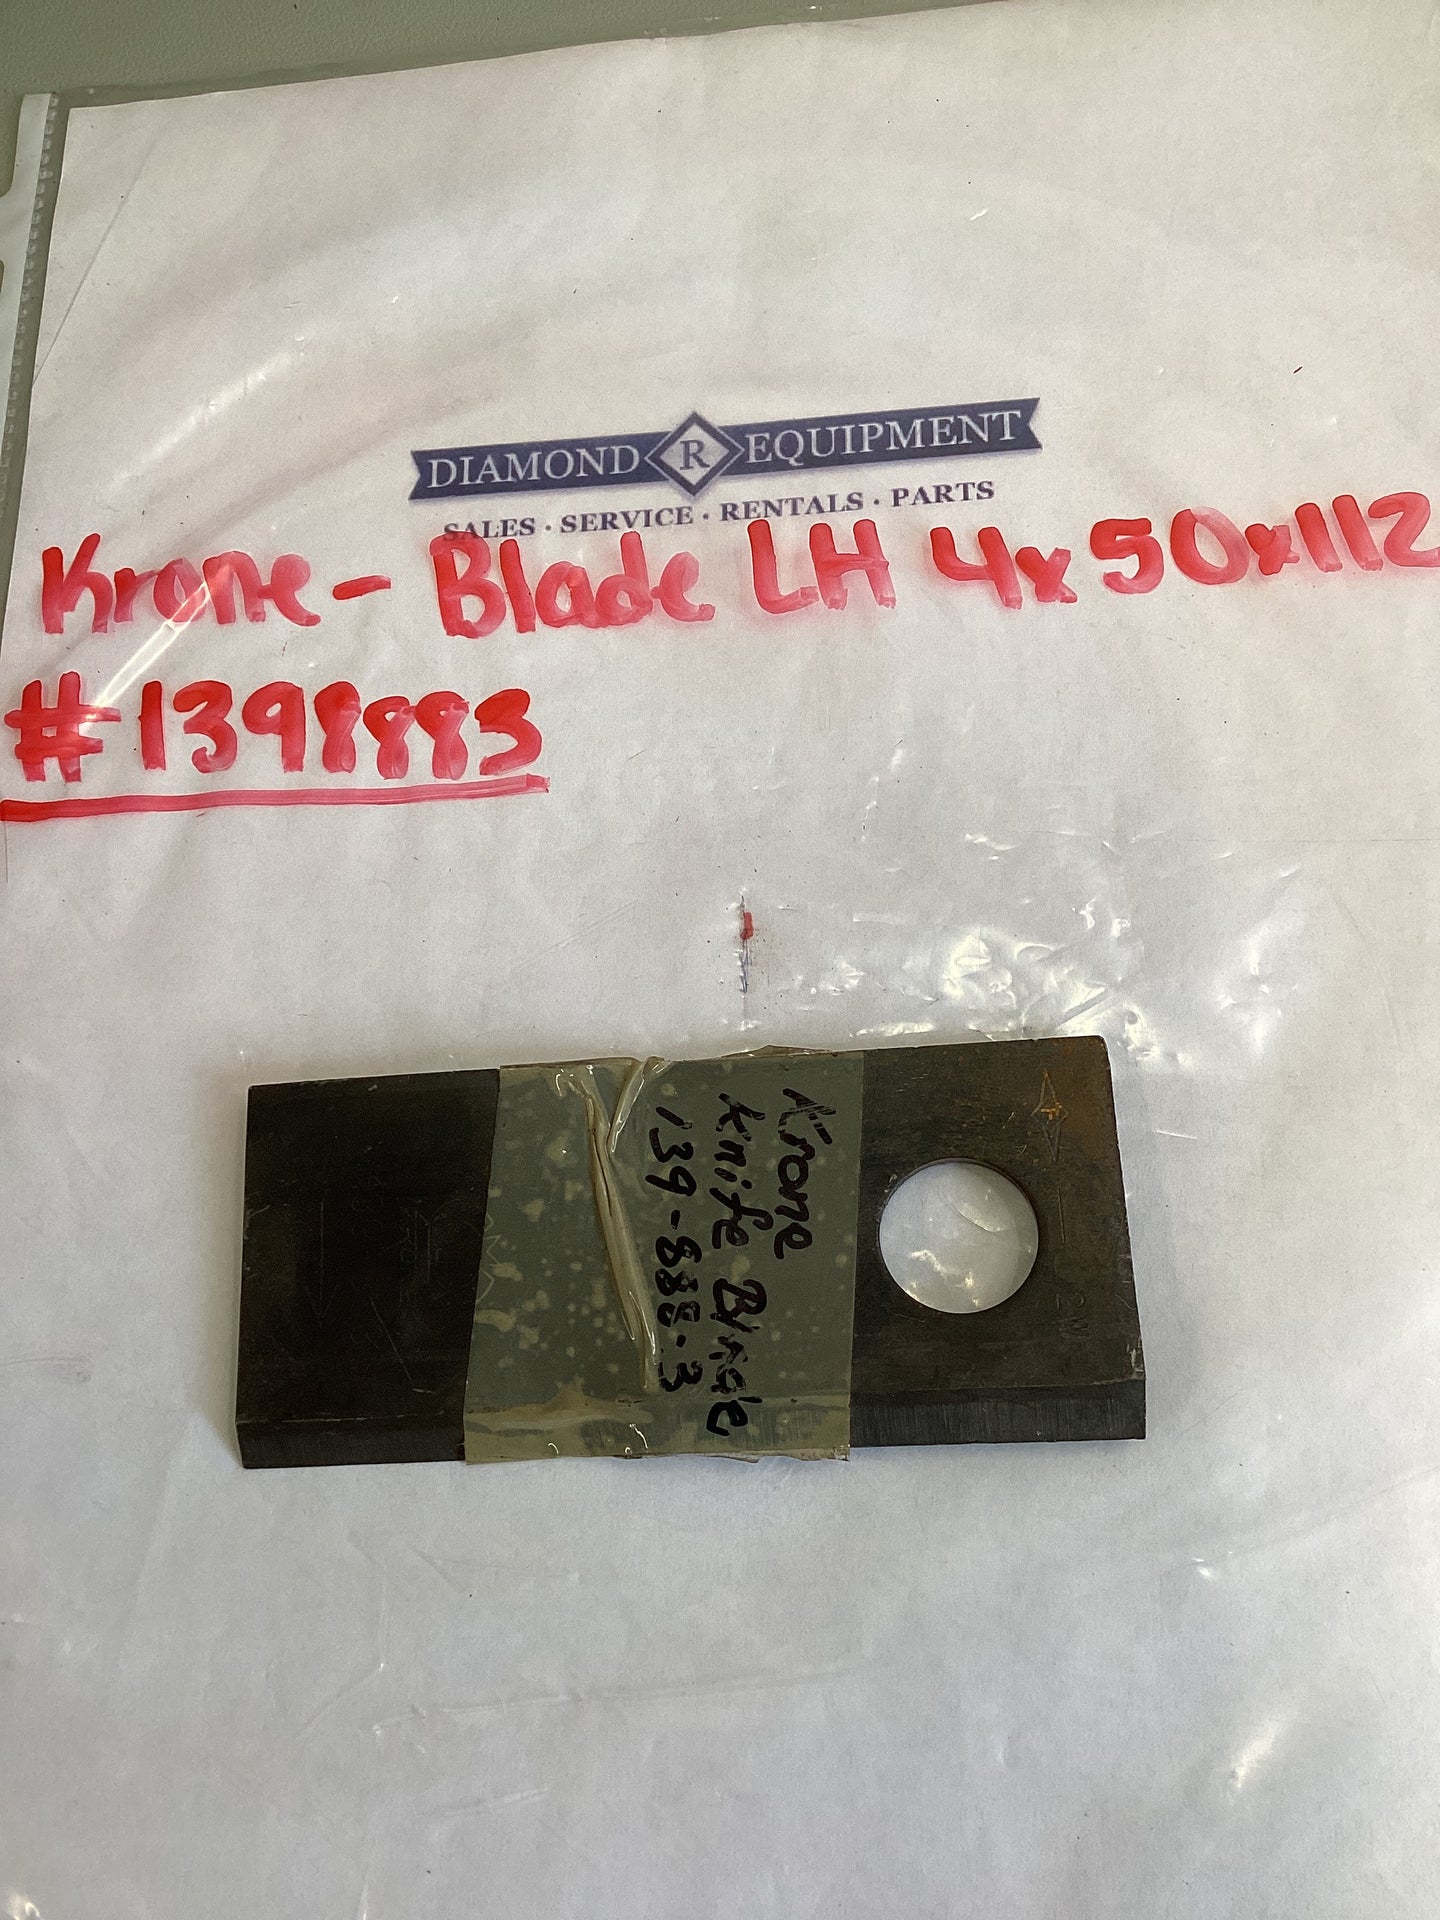 DIAMOND R EQUIPMENT
SALES · SERVICE · RENTALS · PARTS
Krone - Blade LH 4x50x112
#1398883
Krone
Knife Blade
139-888-3